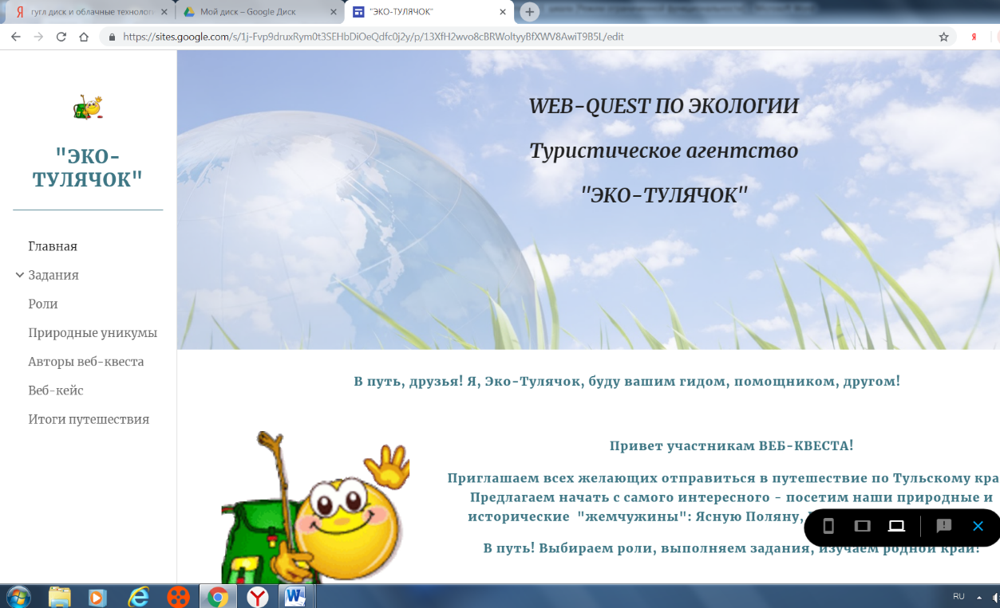 гугл диск и облачные технолог
Мой диск – Google Диск
"ЭКО-ТУЛЯЧОК"
https://sites.google.com/s/1j-Fvp9druxRym0t3SEHbDiOeQdfc0j2y/p/13XfH2wvo8cBRWoltyyBfXWV8AwiT9B5L/edit
"ЭКО-
ТУЛЯЧОК"
Главная
Задания
Роли
Природные уникумы
Авторы веб-квеста
Веб-кейс
Итоги путешествия
WEB-QUEST ПО ЭКОЛОГИИ
Туристическое агентство
"ЭКО-ТУЛЯЧОК"
В путь, друзья! Я, Эко-Тулячок, буду вашим гидом, помощником, другом!
Привет участникам ВЕБ-КВЕСТА!
Приглашаем всех желающих отправиться в путешествие по Тульскому кра
Предлагаем начать с самого интересного - посетим наши природные и
исторические "жемчужины": Ясную Поляну,
В путь! Выбираем роли, выполняем задания, изучаем родной край!
RU